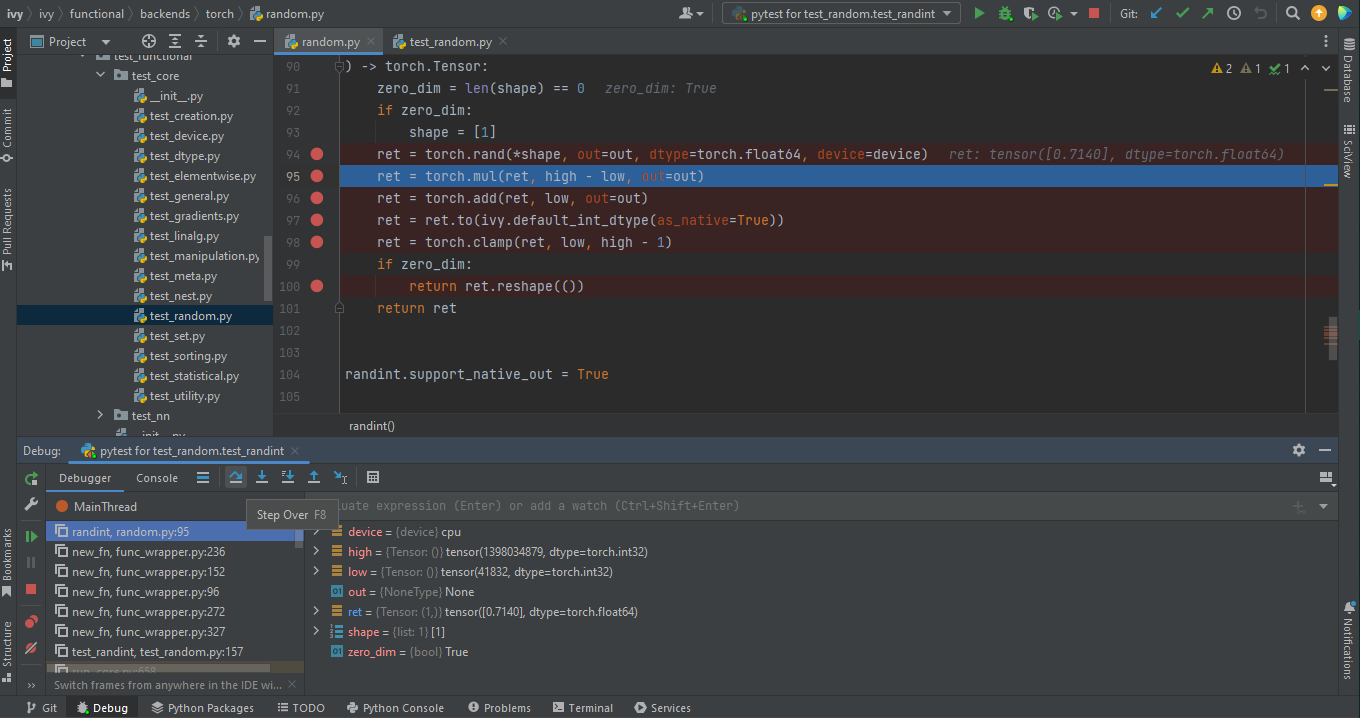 ivy ivy functional backends torch random.py
pytest for test_random.test_randint
Git:
Project
random.py
test_random.py
test_functional
test_core
__init__.py
test_creation.py
test_device.py
test_dtype.py
test_elementwise.py
test_general.py
test_gradients.py
test_linalg.py
test_manipulation.py
test_meta.py
test_nest.py
test_random.py
test_set.py
test_sorting.py
test_statistical.py
test_utility.py
test_nn
__init__.py
2 1 1
90 ) -> torch.Tensor:
91 zero_dim = len(shape) == 0 zero_dim: True
92 if zero_dim:
93 shape = [1]
94 ret = torch.rand(*shape, out=out, dtype=torch.float64, device=device) ret: tensor([0.7140], dtype=torch.float64)
95 ret = torch.mul(ret, high - low, out=out)
96 ret = torch.add(ret, low, out=out)
97 ret = ret.to(ivy.default_int_dtype(as_native=True))
98 ret = torch.clamp(ret, low, high - 1)
99 if zero_dim:
100 return ret.reshape(())
101 return ret
102
103
104 randint.support_native_out = True
105
randint()
Project
Commit
Pull Requests
Bookmarks
Structure
Database
SciView
Notifications
Debug: pytest for test_random.test_randint
Debugger
Console
MainThread
Step Over F8
uate expression (Enter) or add a watch (Ctrl+Shift+Enter)
randint, random.py:95
new_fn, func_wrapper.py:236
new_fn, func_wrapper.py:152
new_fn, func_wrapper.py:96
new_fn, func_wrapper.py:272
new_fn, func_wrapper.py:327
test_randint, test_random.py:157
run, core.py:658
Switch frames from anywhere in the IDE wi...
device = {device} cpu
high = {Tensor: ()} tensor(1398034879, dtype=torch.int32)
low = {Tensor: ()} tensor(41832, dtype=torch.int32)
out = {NoneType} None
ret = {Tensor: (1,)} tensor([0.7140], dtype=torch.float64)
shape = {list: 1} [1]
zero_dim = {bool} True
Git
Debug
Python Packages
TODO
Python Console
Problems
Terminal
Services